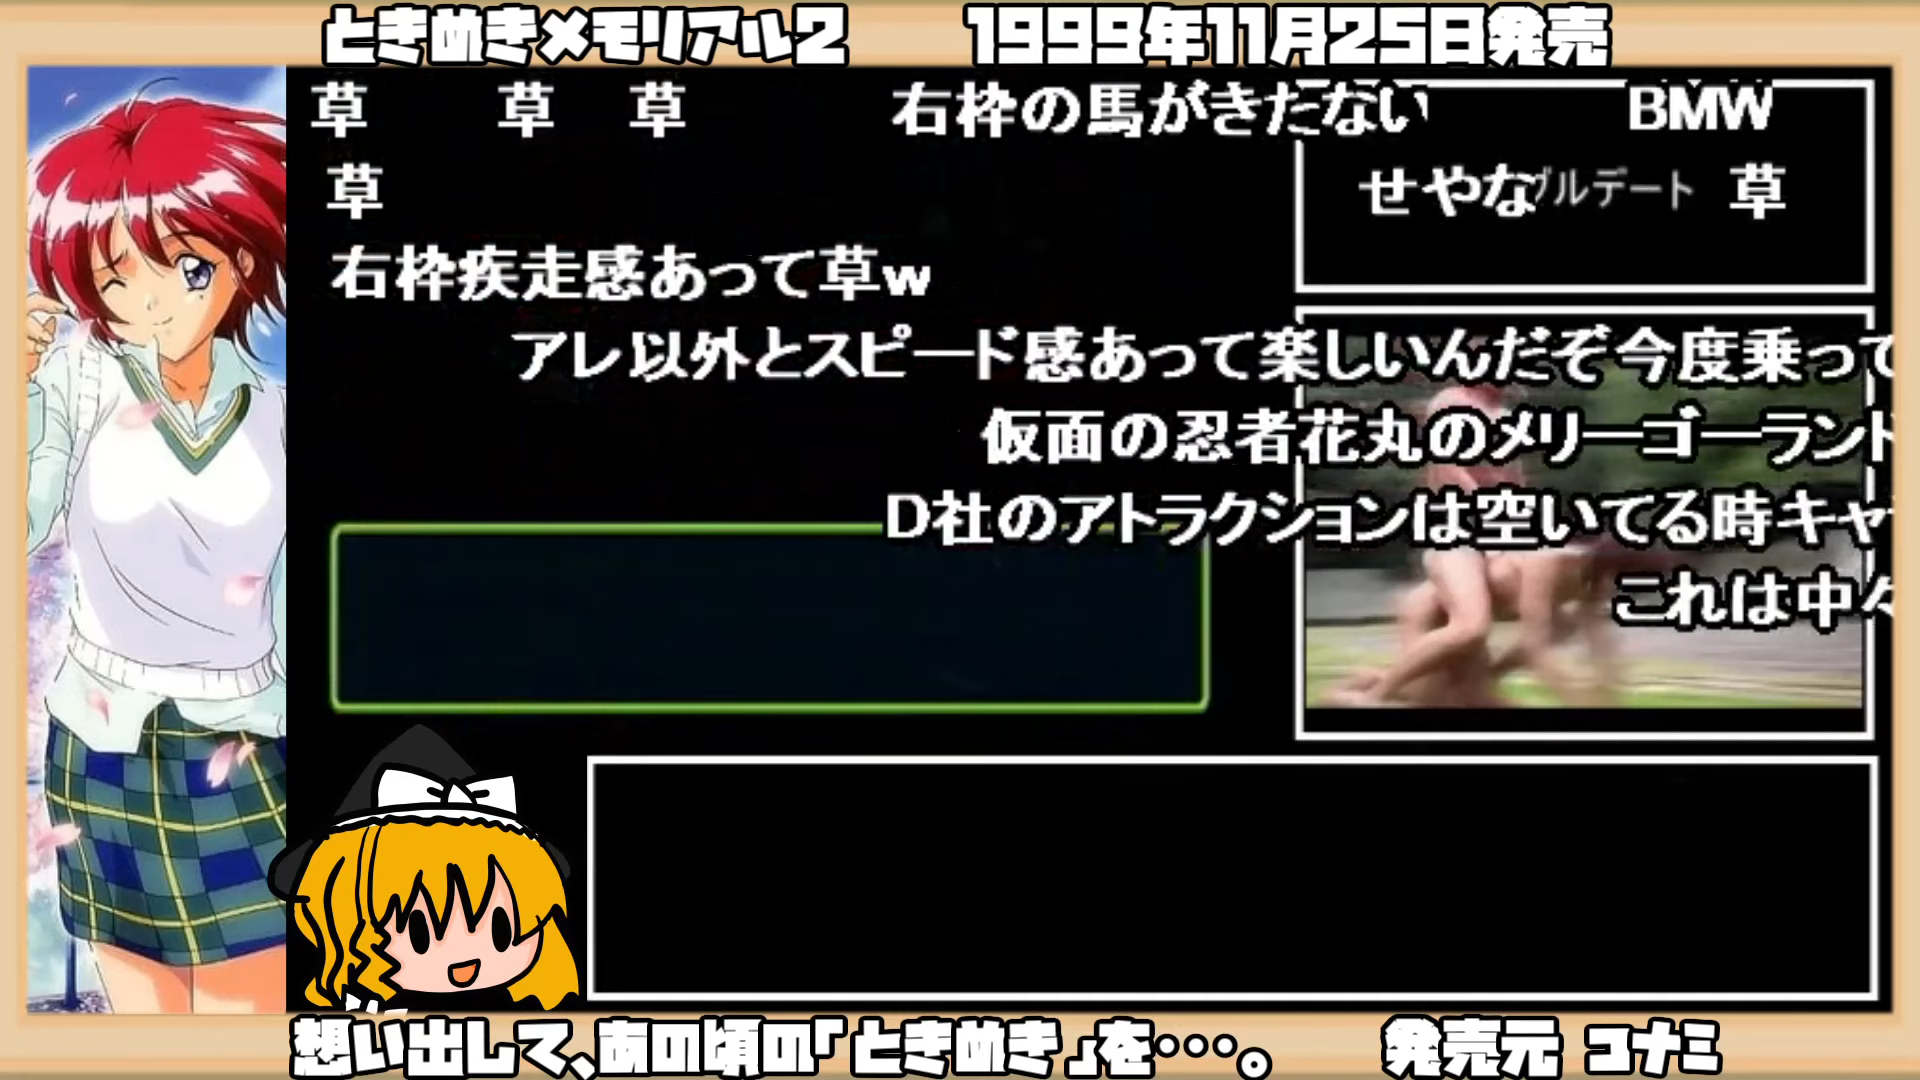 ときめきメモリアル2　1999年11月25日発売
草　草　草　右枠の馬がきたない　BMW
草　せやな　ブルデート　草
右枠疾走感あって草w
アレ以外とスピード感あって楽しいんだぞ今度乗って
仮面の忍者花丸のメリーゴーランド
D社のアトラクションは空いてる時キャ
これは中々
想い出して、あの頃の「ときめき」を・・・。　発売元 コナミ